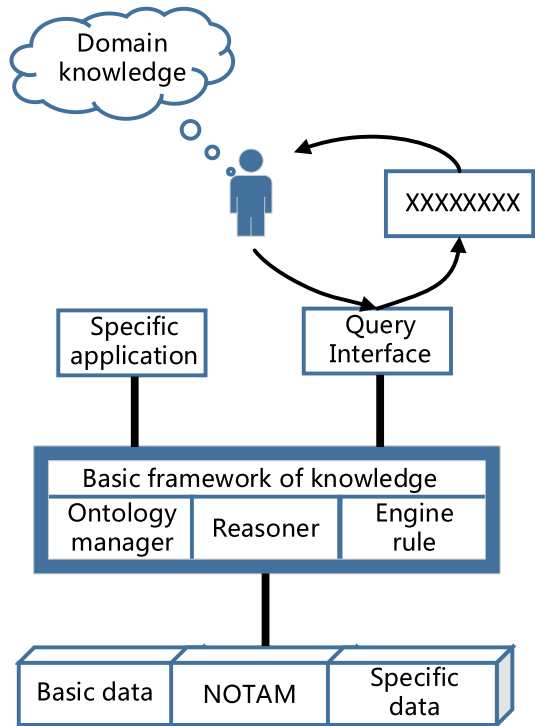 Domain
knowledge
XXXXXXXX
Specific
application
Query
Interface
Basic framework of knowledge
Ontology
manager
Reasoner
Engine
rule
Basic data
NOTAM
Specific
data